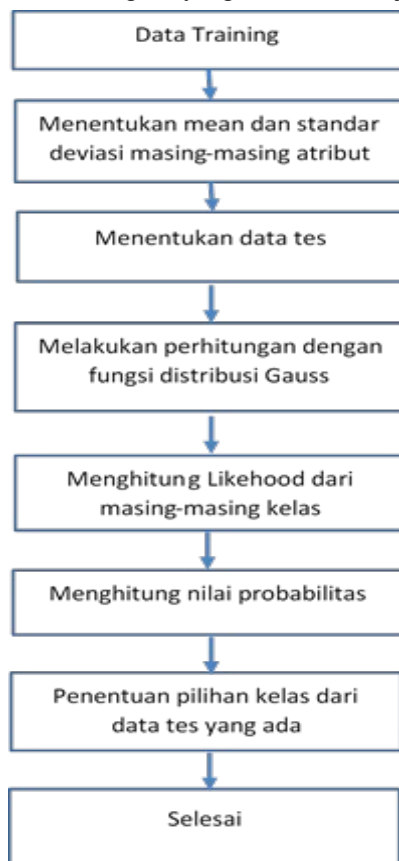 Data Training
Menentukan mean dan standar
deviasi masing-masing atribut
Menentukan data tes
Melakukan perhitungan dengan
fungsi distribusi Gauss
Menghitung Likehood dari
masing-masing kelas
Menghitung nilai probabilitas
Penentuan pilihan kelas dari
data tes yang ada
Selesai